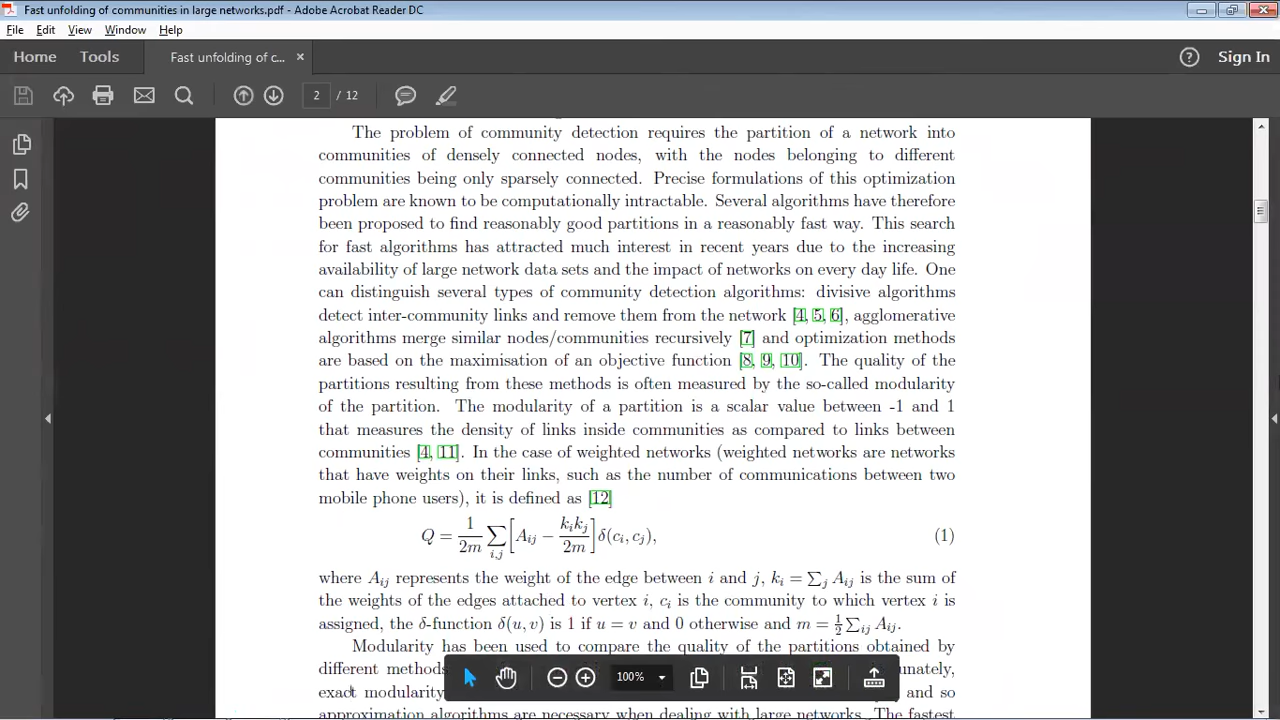 Fast unfolding of communities in large networks.pdf - Adobe Acrobat Reader DC
File Edit View Window Help
Home Tools Fast unfolding of c... × Sign In
2 / 12
The problem of community detection requires the partition of a network into
communities of densely connected nodes, with the nodes belonging to different
communities being only sparsely connected. Precise formulations of this optimization
problem are known to be computationally intractable. Several algorithms have therefore
been proposed to find reasonably good partitions in a reasonably fast way. This search
for fast algorithms has attracted much interest in recent years due to the increasing
availability of large network data sets and the impact of networks on every day life. One
can distinguish several types of community detection algorithms: divisive algorithms
detect inter-community links and remove them from the network [4, 5, 6], agglomerative
algorithms merge similar nodes/communities recursively [7] and optimization methods
are based on the maximisation of an objective function [8, 9, 10]. The quality of the
partitions resulting from these methods is often measured by the so-called modularity
of the partition. The modularity of a partition is a scalar value between -1 and 1
that measures the density of links inside communities as compared to links between
communities [4, 11]. In the case of weighted networks (weighted networks are networks
that have weights on their links, such as the number of communications between two
mobile phone users), it is defined as [12]
Q = 1/2m ∑i,j [Aij − kikj/2m] δ(ci, cj), (1)
where Aij represents the weight of the edge between i and j, ki = ∑j Aij is the sum of
the weights of the edges attached to vertex i, ci is the community to which vertex i is
assigned, the δ-function δ(u, v) is 1 if u = v and 0 otherwise and m = ½ ∑ij Aij.
Modularity has been used to compare the quality of the partitions obtained by
different methods
exact modularity and so
100%
approximation algorithms are necessary when dealing with large networks. The fastest